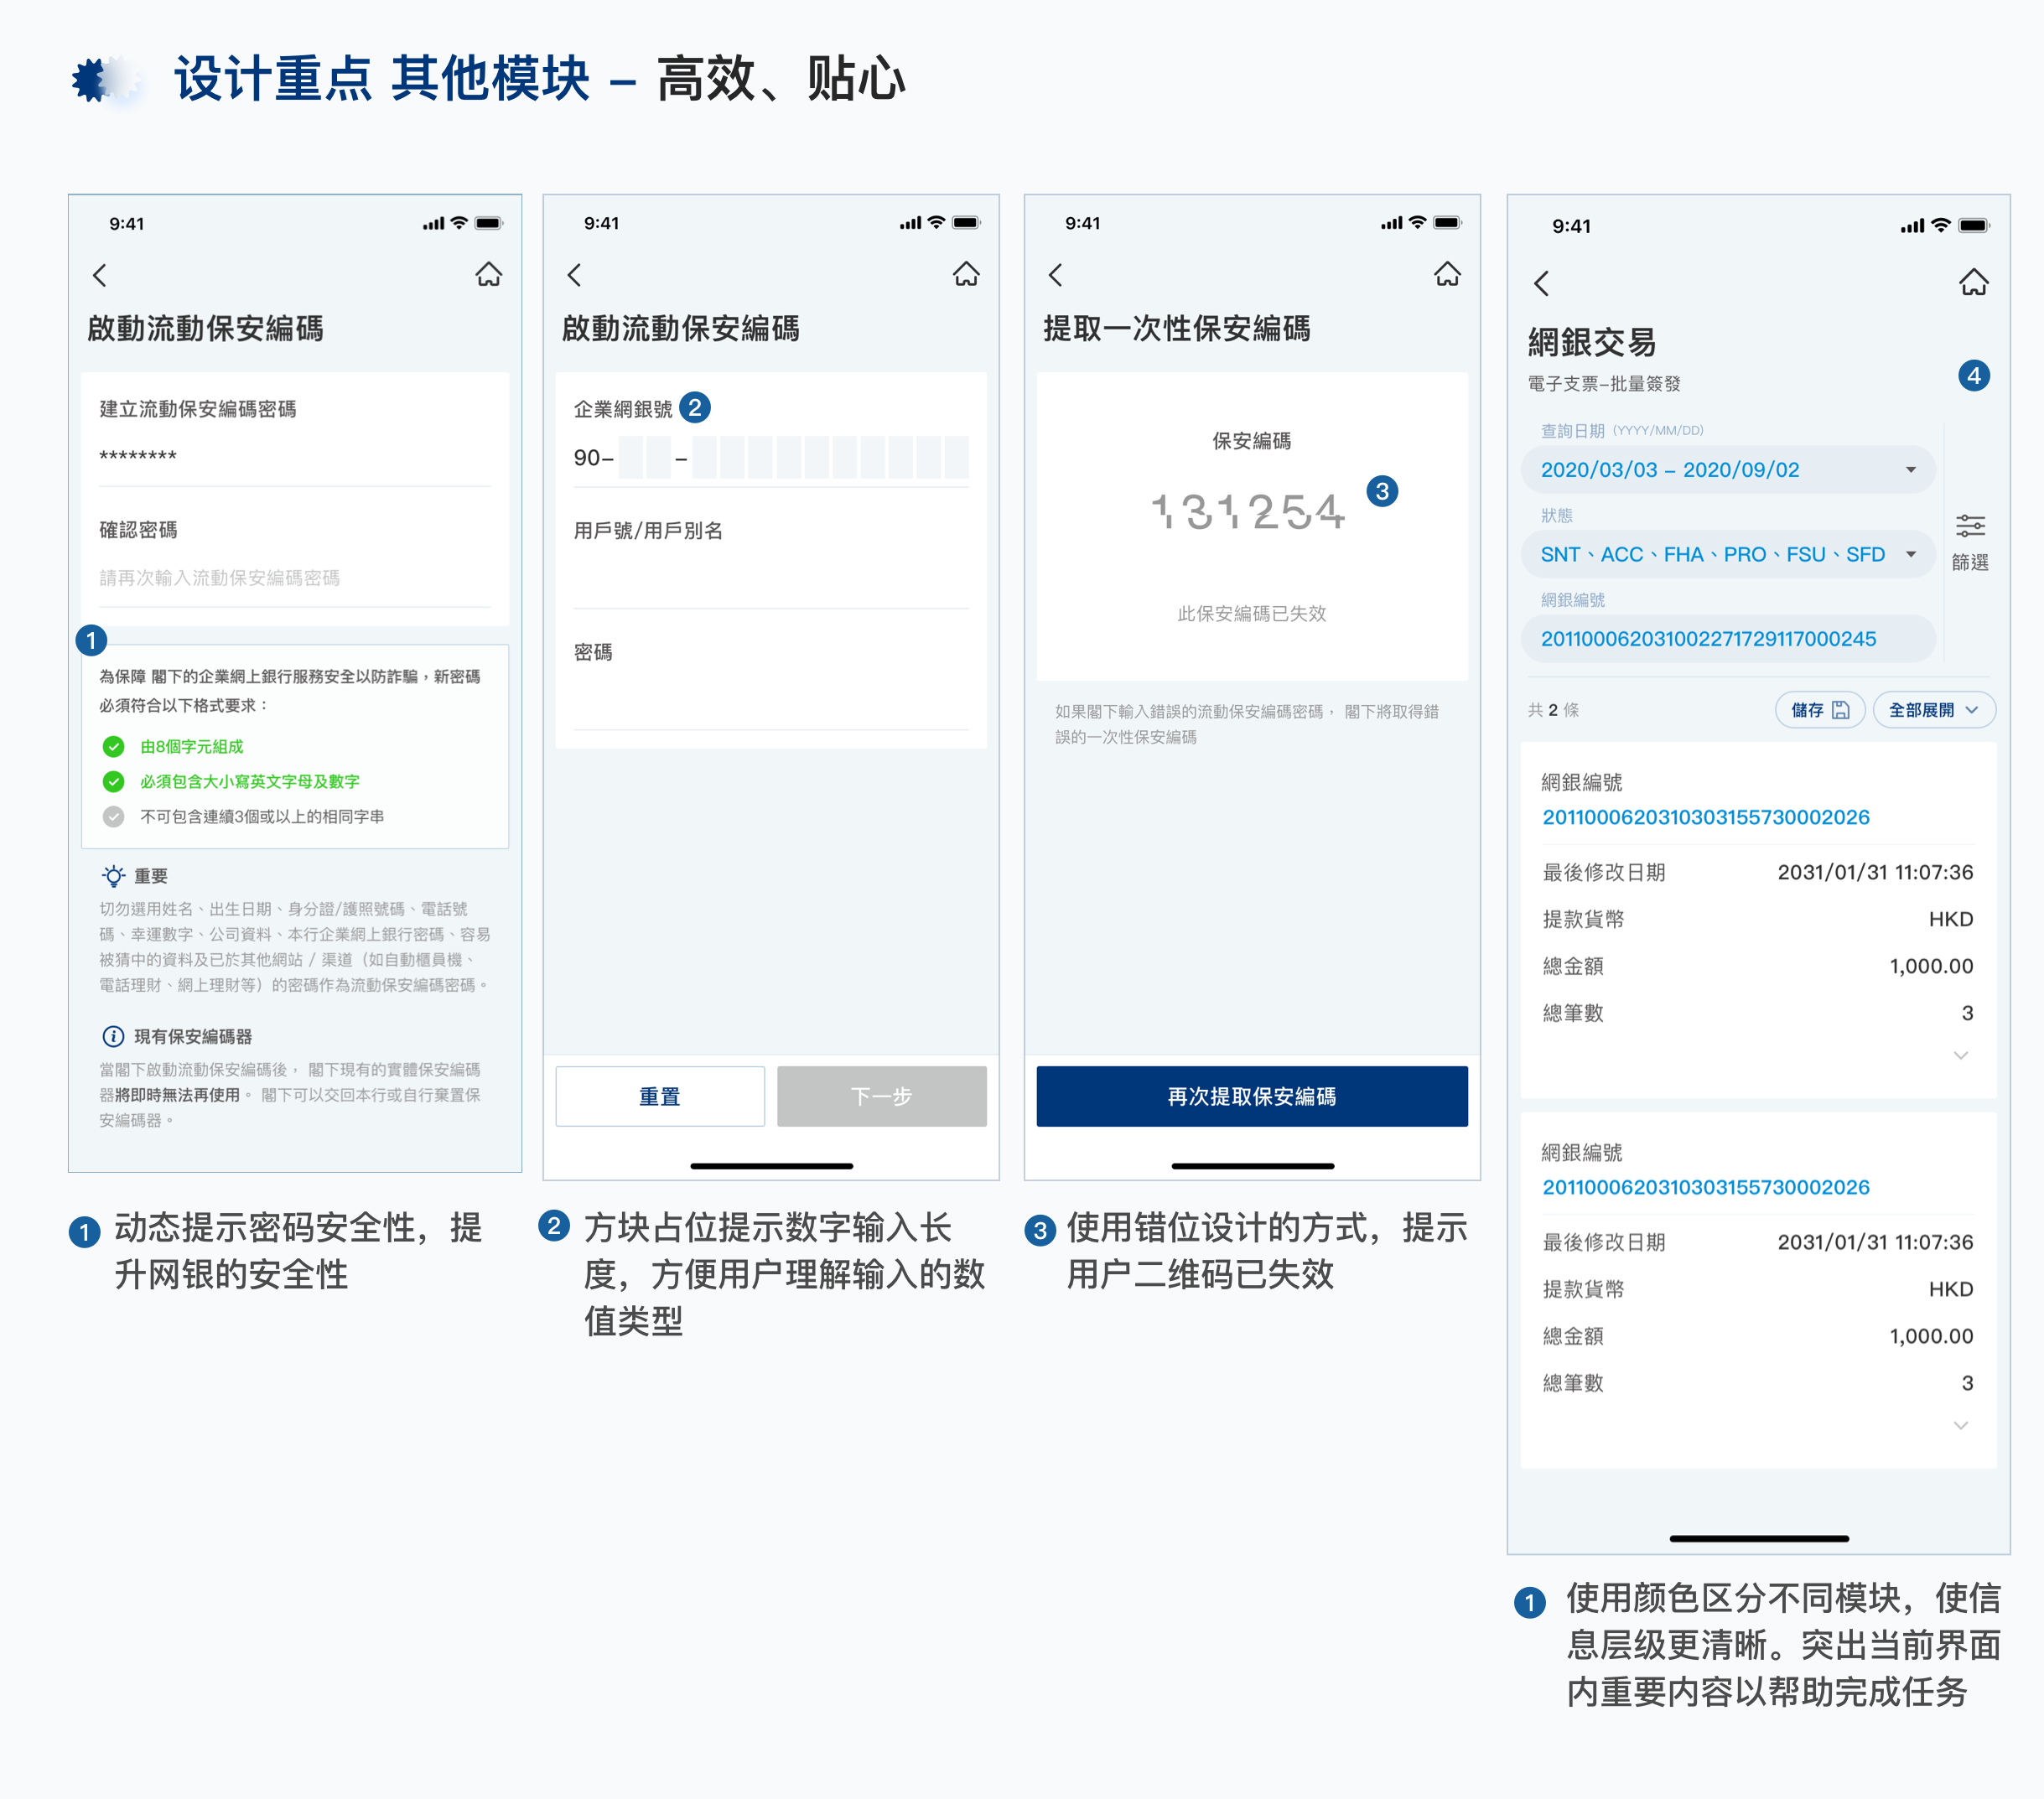 设计重点 其他模块 – 高效、贴心
9:41
啟動流動保安編碼
建立流動保安編碼密碼
********
確認密碼
請再次輸入流動保安編碼密碼
1
為保障 閣下的企業網上銀行服務安全以防詐騙，新密碼
必須符合以下格式要求：
由8個字元組成
必須包含大小寫英文字母及數字
不可包含連續3個或以上的相同字串
重要
切勿選用姓名、出生日期、身分證/護照號碼、電話號
碼、幸運數字、公司資料、本行企業網上銀行密碼、容易
被猜中的資料及已於其他網站 / 渠道（如自動櫃員機、
電話理財、網上理財等）的密碼作為流動保安編碼密碼。
現有保安編碼器
當閣下啟動流動保安編碼後， 閣下現有的實體保安編碼
器將即時無法再使用。 閣下可以交回本行或自行棄置保
安編碼器。
1 动态提示密码安全性，提
升网银的安全性
9:41
啟動流動保安編碼
企業網銀號 2
90– –
用戶號/用戶別名
密碼
重置
下一步
2 方块占位提示数字输入长
度，方便用户理解输入的数
值类型
9:41
提取一次性保安編碼
保安編碼
131254 3
此保安編碼已失效
如果閣下輸入錯誤的流動保安編碼密碼， 閣下將取得錯
誤的一次性保安編碼
再次提取保安編碼
3 使用错位设计的方式，提示
用户二维码已失效
9:41
網銀交易
電子支票–批量簽發
4
查詢日期（YYYY/MM/DD)
2020/03/03 – 2020/09/02
狀態
SNT、ACC、FHA、PRO、FSU、SFD
篩選
網銀編號
201100062031002271729117000245
共 2 條
儲存
全部展開
網銀編號
20110006203103031557300002026
最後修改日期 2031/01/31 11:07:36
提款貨幣 HKD
總金額 1,000.00
總筆數 3
網銀編號
20110006203103031557300002026
最後修改日期 2031/01/31 11:07:36
提款貨幣 HKD
總金額 1,000.00
總筆數 3
1 使用颜色区分不同模块，使信
息层级更清晰。突出当前界面
内重要内容以帮助完成任务